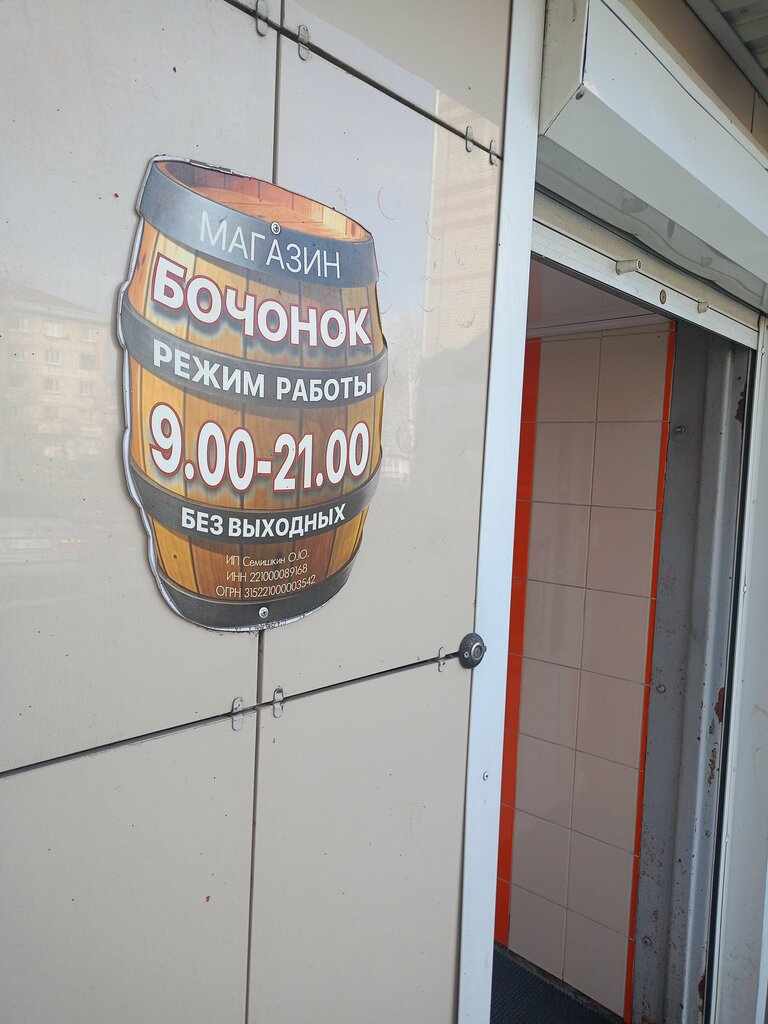 МАГАЗИН
БОЧОНОК
РЕЖИМ РАБОТЫ
9.00-21.00
БЕЗ ВЫХОДНЫХ
ИП Семишкин О.Ю.
ИНН 221000089168
ОГРН 315221000003542